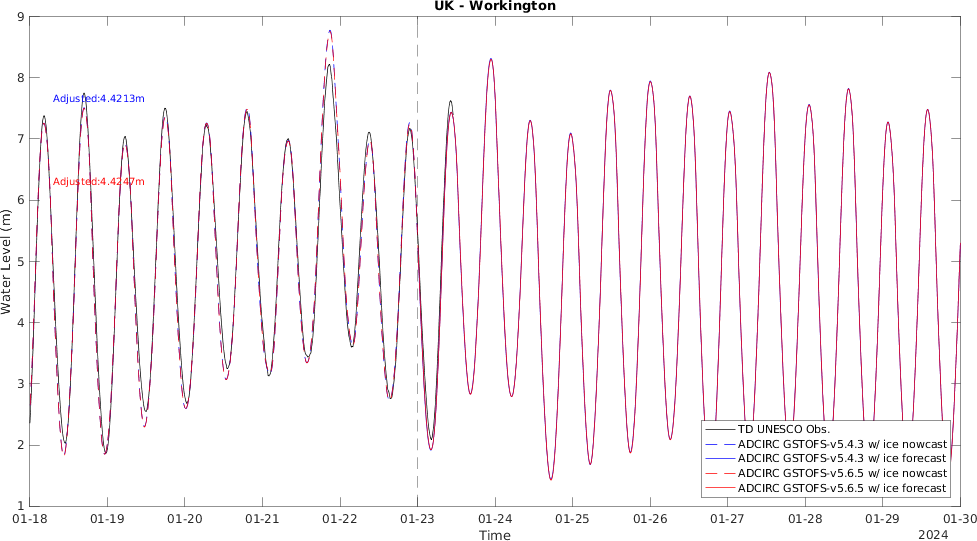 UK - Workington
9
8
7
6
5
4
3
2
1
Water Level (m)
Adjusted:4.4213m
Adjusted:4.4247m
TD UNESCO Obs.
ADCIRC GSTOFS-v5.4.3 w/ ice nowcast
ADCIRC GSTOFS-v5.4.3 w/ ice forecast
ADCIRC GSTOFS-v5.6.5 w/ ice nowcast
ADCIRC GSTOFS-v5.6.5 w/ ice forecast
01-18 01-19 01-20 01-21 01-22 01-23 01-24 01-25 01-26 01-27 01-28 01-29 01-30
Time
2024